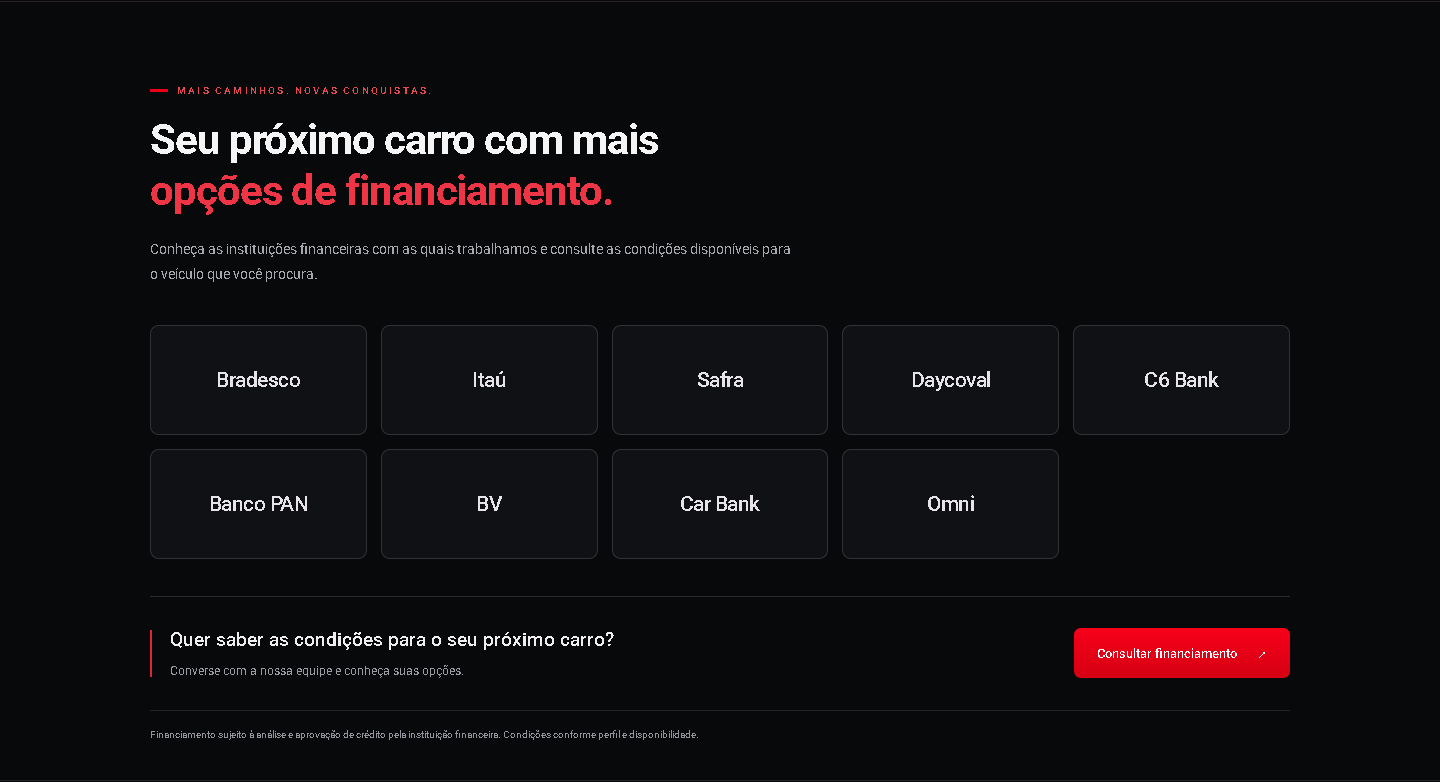 MAIS CAMINHOS. NOVAS CONQUISTAS.
Seu próximo carro com mais
opções de financiamento.
Conheça as instituições financeiras com as quais trabalhamos e consulte as condições disponíveis para
o veículo que você procura.
Bradesco
Itaú
Safra
Daycoval
C6 Bank
Banco PAN
BV
Car Bank
Omni
Quer saber as condições para o seu próximo carro?
Converse com a nossa equipe e conheça suas opções.
Consultar financiamento ↗
Financiamento sujeito à análise e aprovação de crédito pela instituição financeira. Condições conforme perfil e disponibilidade.